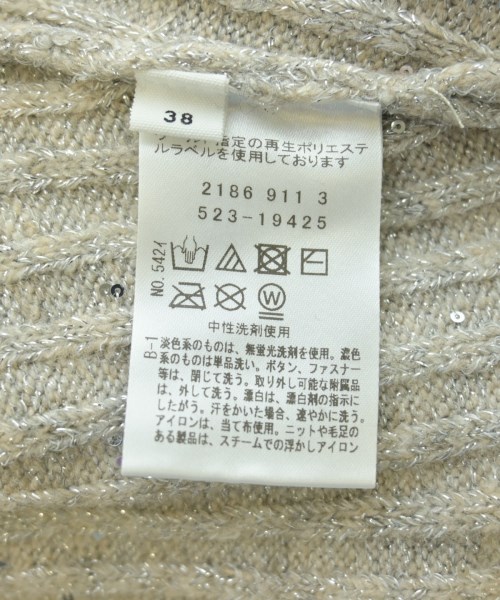 38
指定の再生ポリエステ
ルラベルを使用しております
2186 911 3
523-19425
NO.5421
W
中性洗剤使用
B-1
淡色系のものは、無蛍光洗剤を使用。濃色
系のものは単品洗い。ボタン、ファスナー
等は、閉じて洗う。取り外し可能な附属品
は、外して洗う。漂白は、漂白剤の指示に
したがう。汗をかいた場合、速やかに洗う。
アイロンは、当て布使用。ニットや毛足の
ある製品は、スチームでの浮かしアイロン